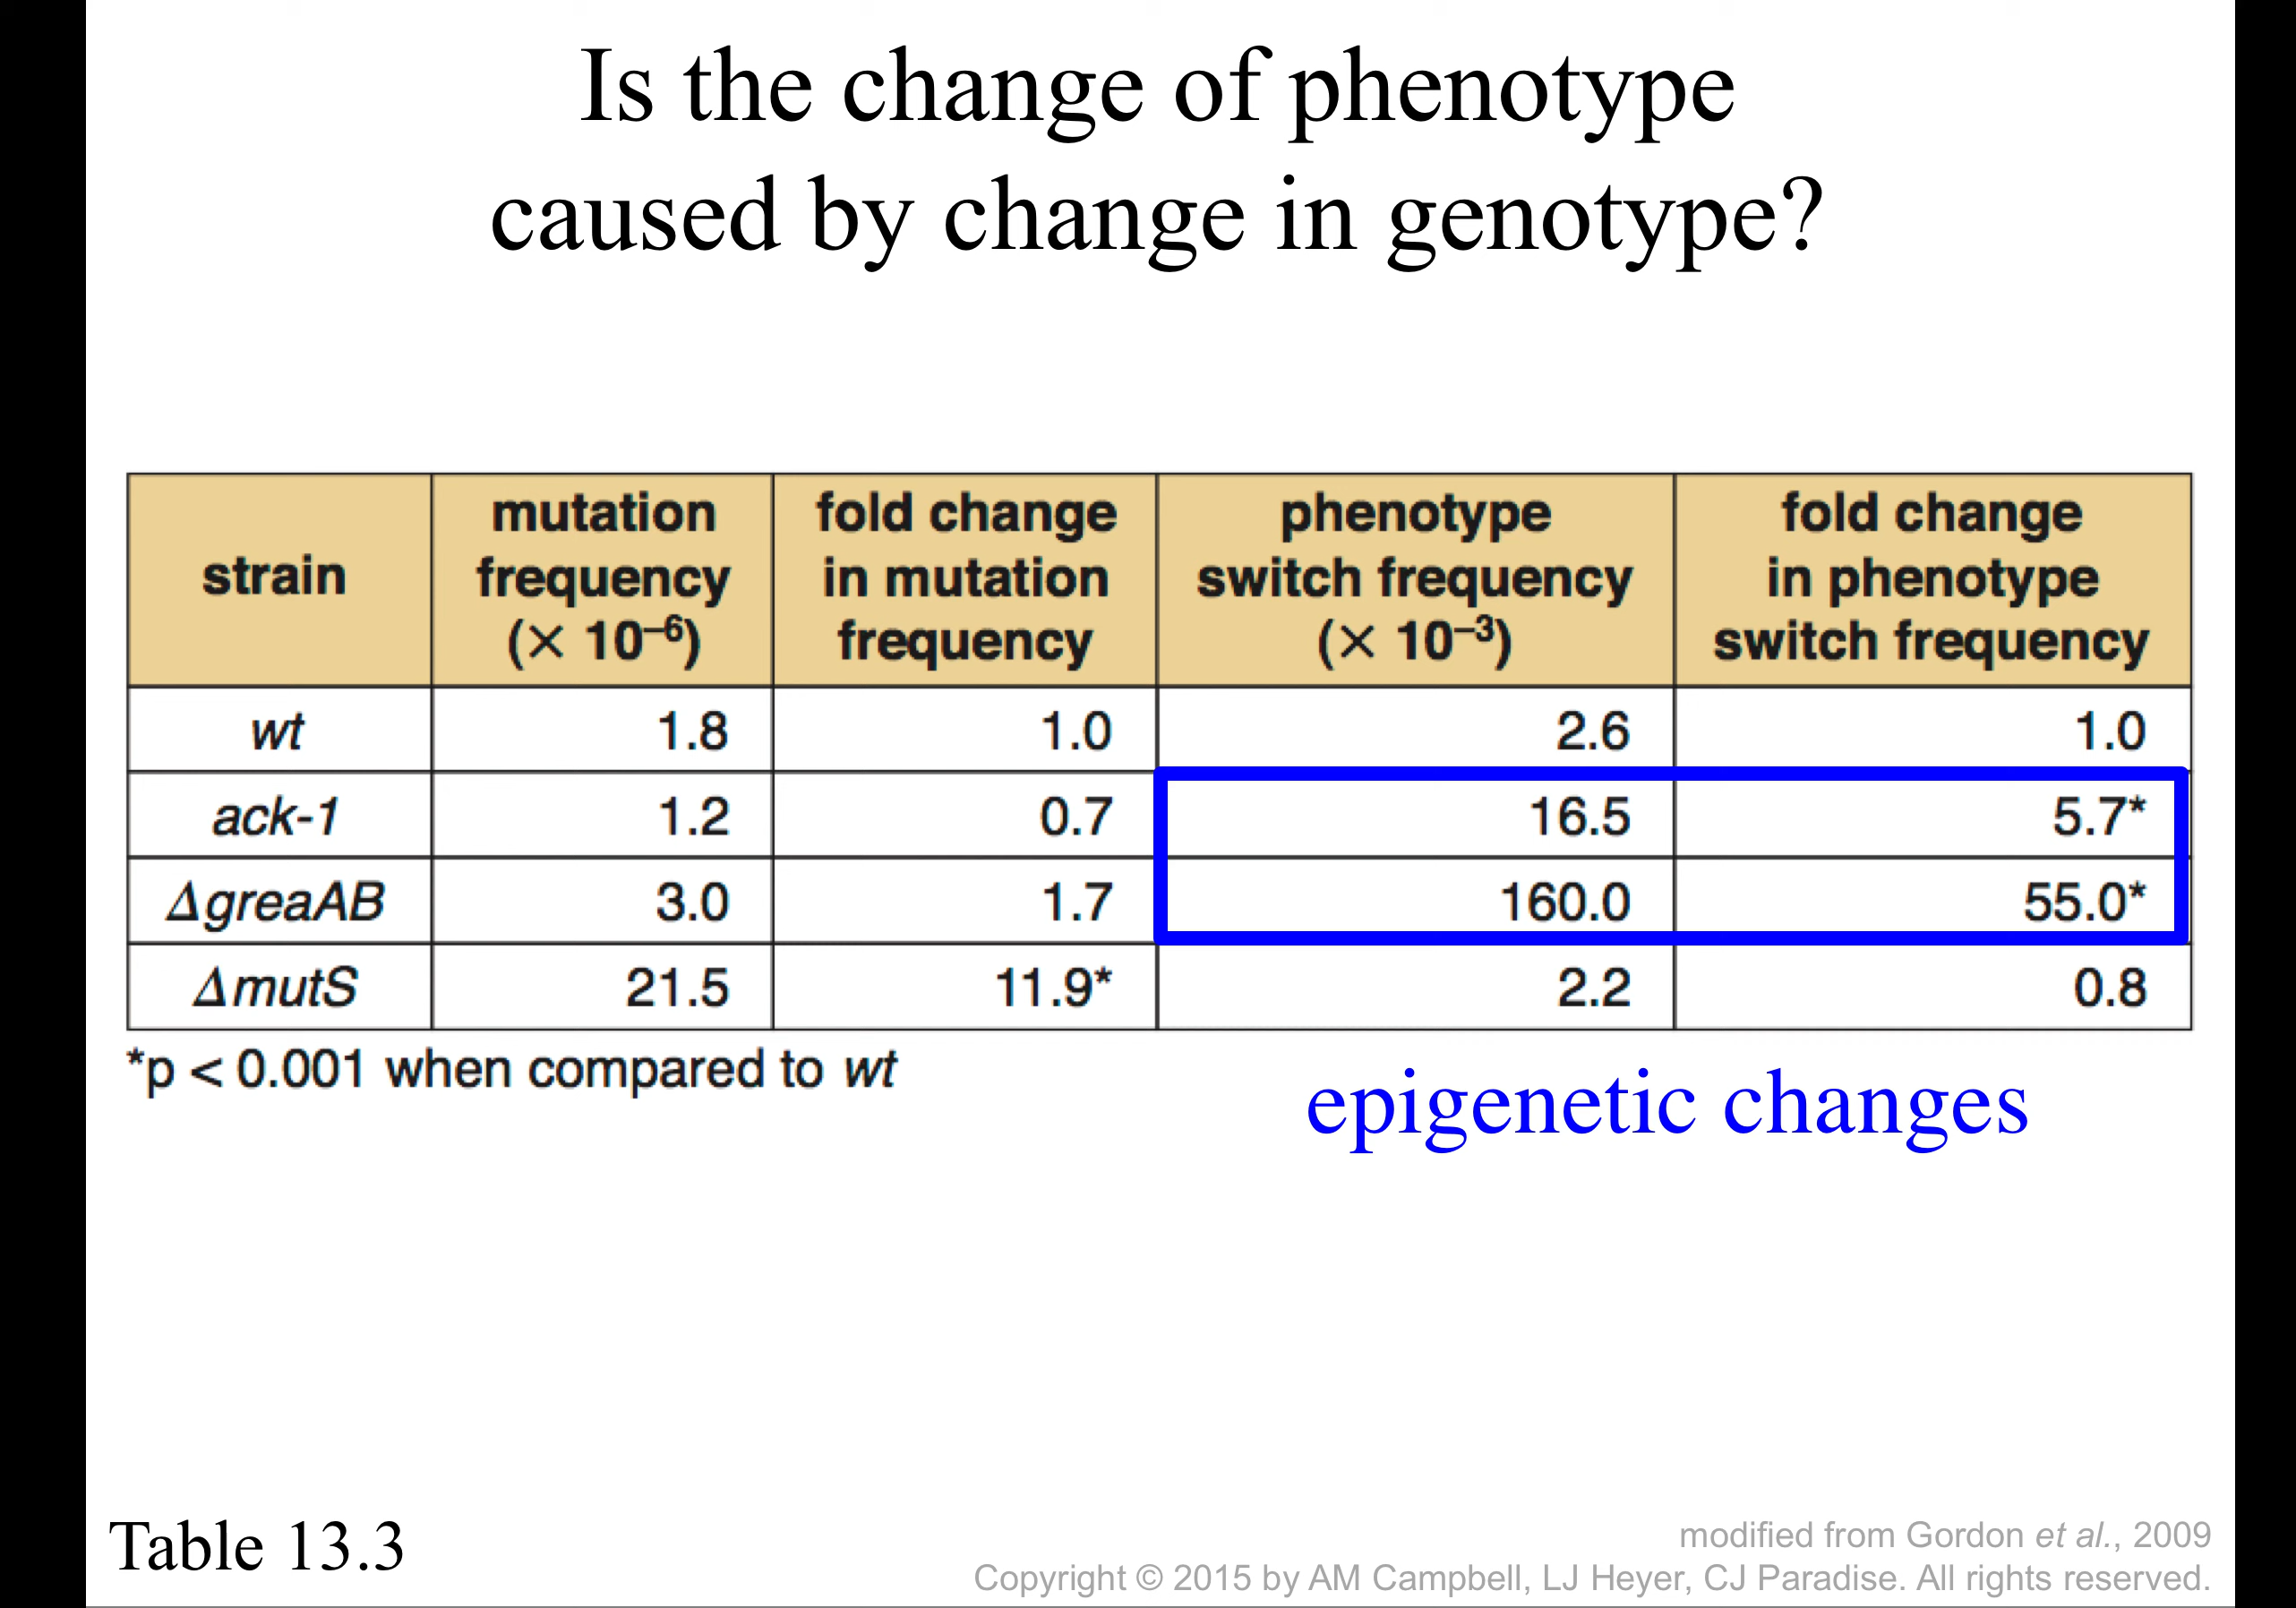 Is the change of phenotype
caused by change in genotype?
strain
mutation
frequency
(× 10⁻⁶)
fold change
in mutation
frequency
phenotype
switch frequency
(× 10⁻³)
fold change
in phenotype
switch frequency
wt 1.8 1.0 2.6 1.0
ack-1 1.2 0.7 16.5 5.7*
ΔgreaAB 3.0 1.7 160.0 55.0*
ΔmutS 21.5 11.9* 2.2 0.8
*p < 0.001 when compared to wt
epigenetic changes
Table 13.3
modified from Gordon et al., 2009
Copyright © 2015 by AM Campbell, LJ Heyer, CJ Paradise. All rights reserved.